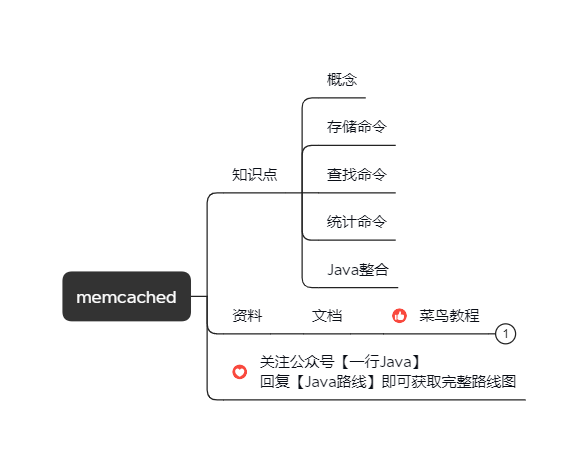 概念
存储命令
知识点
查找命令
统计命令
Java整合
memcached
资料
文档
菜鸟教程
1
关注公众号【一行Java】
回复【Java路线】即可获取完整路线图